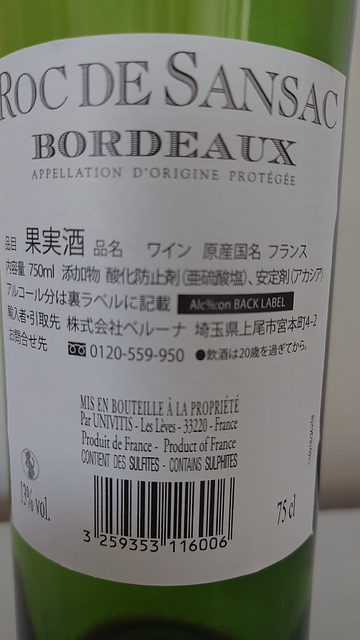 ROC DE SANSAC
BORDEAUX
APPELLATION D'ORIGINE PROTÉGÉE
品目 果実酒 品名 ワイン 原産国名 フランス
内容量 750ml 添加物 酸化防止剤(亜硫酸塩)、安定剤(アカシア)
アルコール分は裏ラベルに記載 Alc%:on BACK LABEL
輸入者・引取先 株式会社ベルーナ 埼玉県上尾市宮本町4-2
お問合せ先 0120-559-950 ●飲酒は20歳を過ぎてから。
MIS EN BOUTEILLE À LA PROPRIÉTÉ
Par UNIVITIS - Les Lèves - 33220 - France
Produit de France - Product of France
CONTIENT DES SULFITES - CONTAINS SULPHITES
13% vol.
75 cl
3 259353 116006